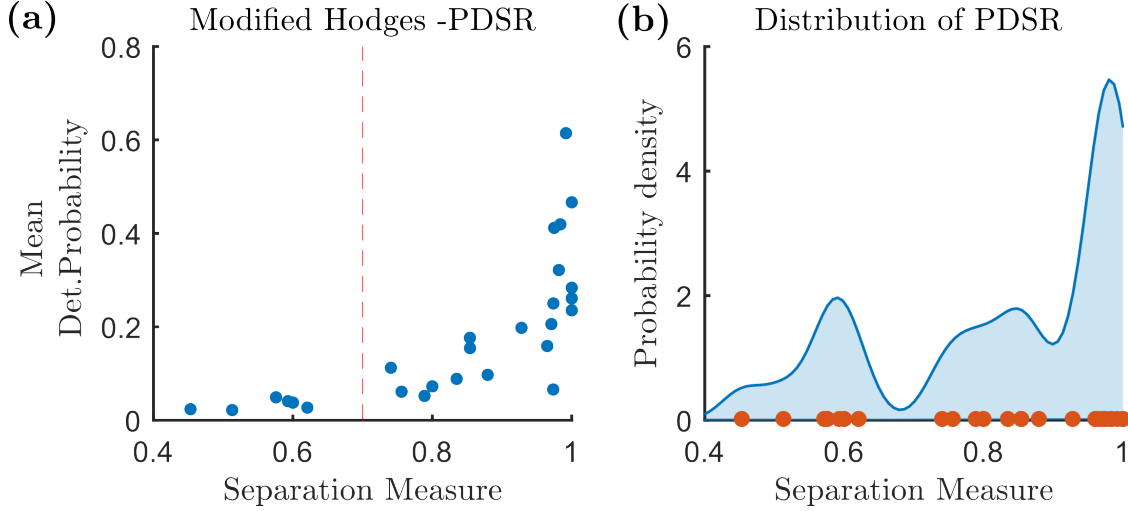 (a)
Modified Hodges -PDSR
0.8
0.6
0.4
0.2
0
Mean
Det.Probability
0.4
0.6
0.8
1
Separation Measure
(b)
Distribution of PDSR
6
4
2
0
Probability density
0.4
0.6
0.8
1
Separation Measure